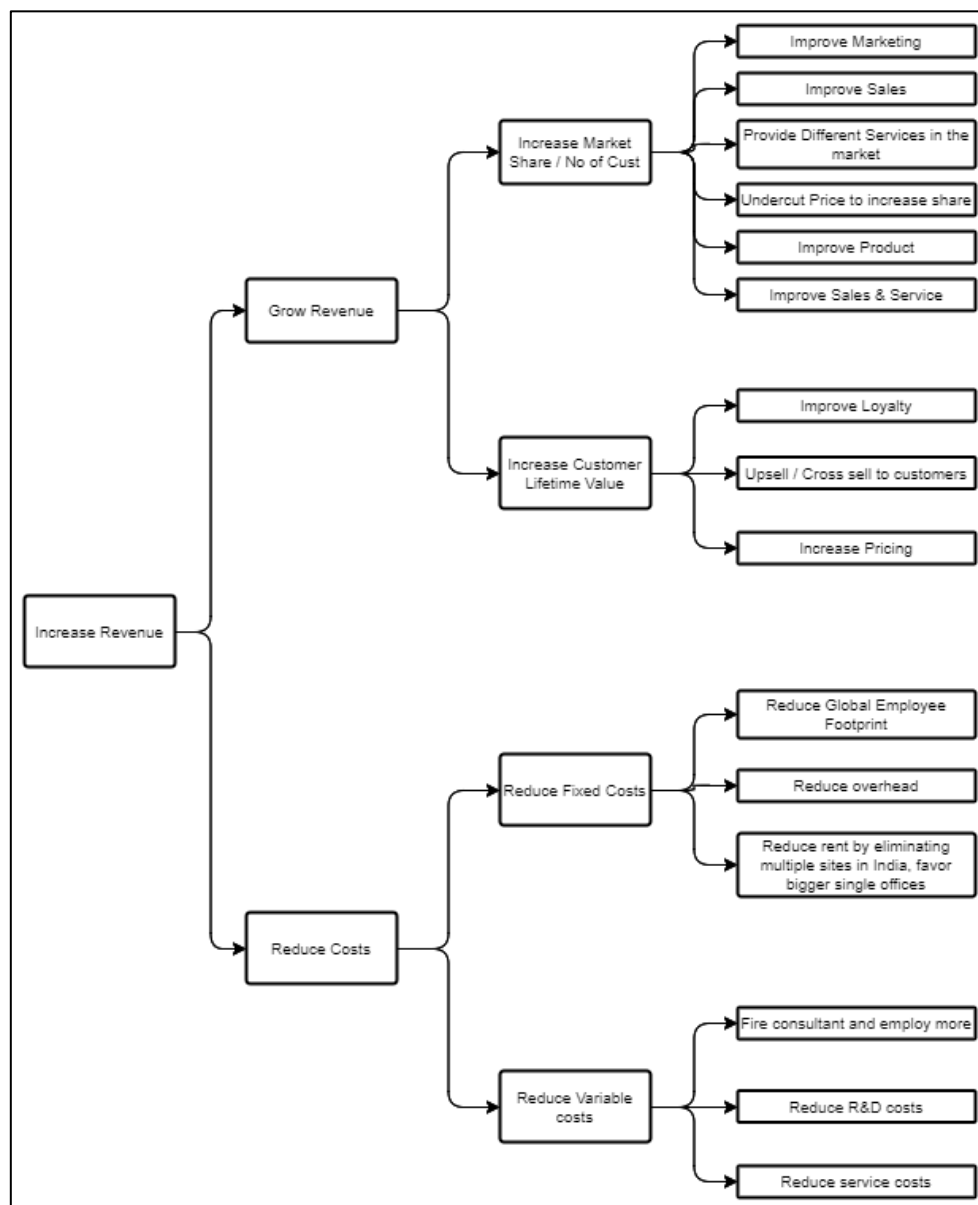 Improve Marketing
Improve Sales
Provide Different Services in the
market
Undercut Price to increase share
Improve Product
Improve Sales & Service
Increase Market
Share / No of Cust
Grow Revenue
Increase Customer
Lifetime Value
Improve Loyalty
Upsell / Cross sell to customers
Increase Pricing
Increase Revenue
Reduce Costs
Reduce Fixed Costs
Reduce Global Employee
Footprint
Reduce overhead
Reduce rent by eliminating
multiple sites in India, favor
bigger single offices
Reduce Variable
costs
Fire consultant and employ more
Reduce R&D costs
Reduce service costs